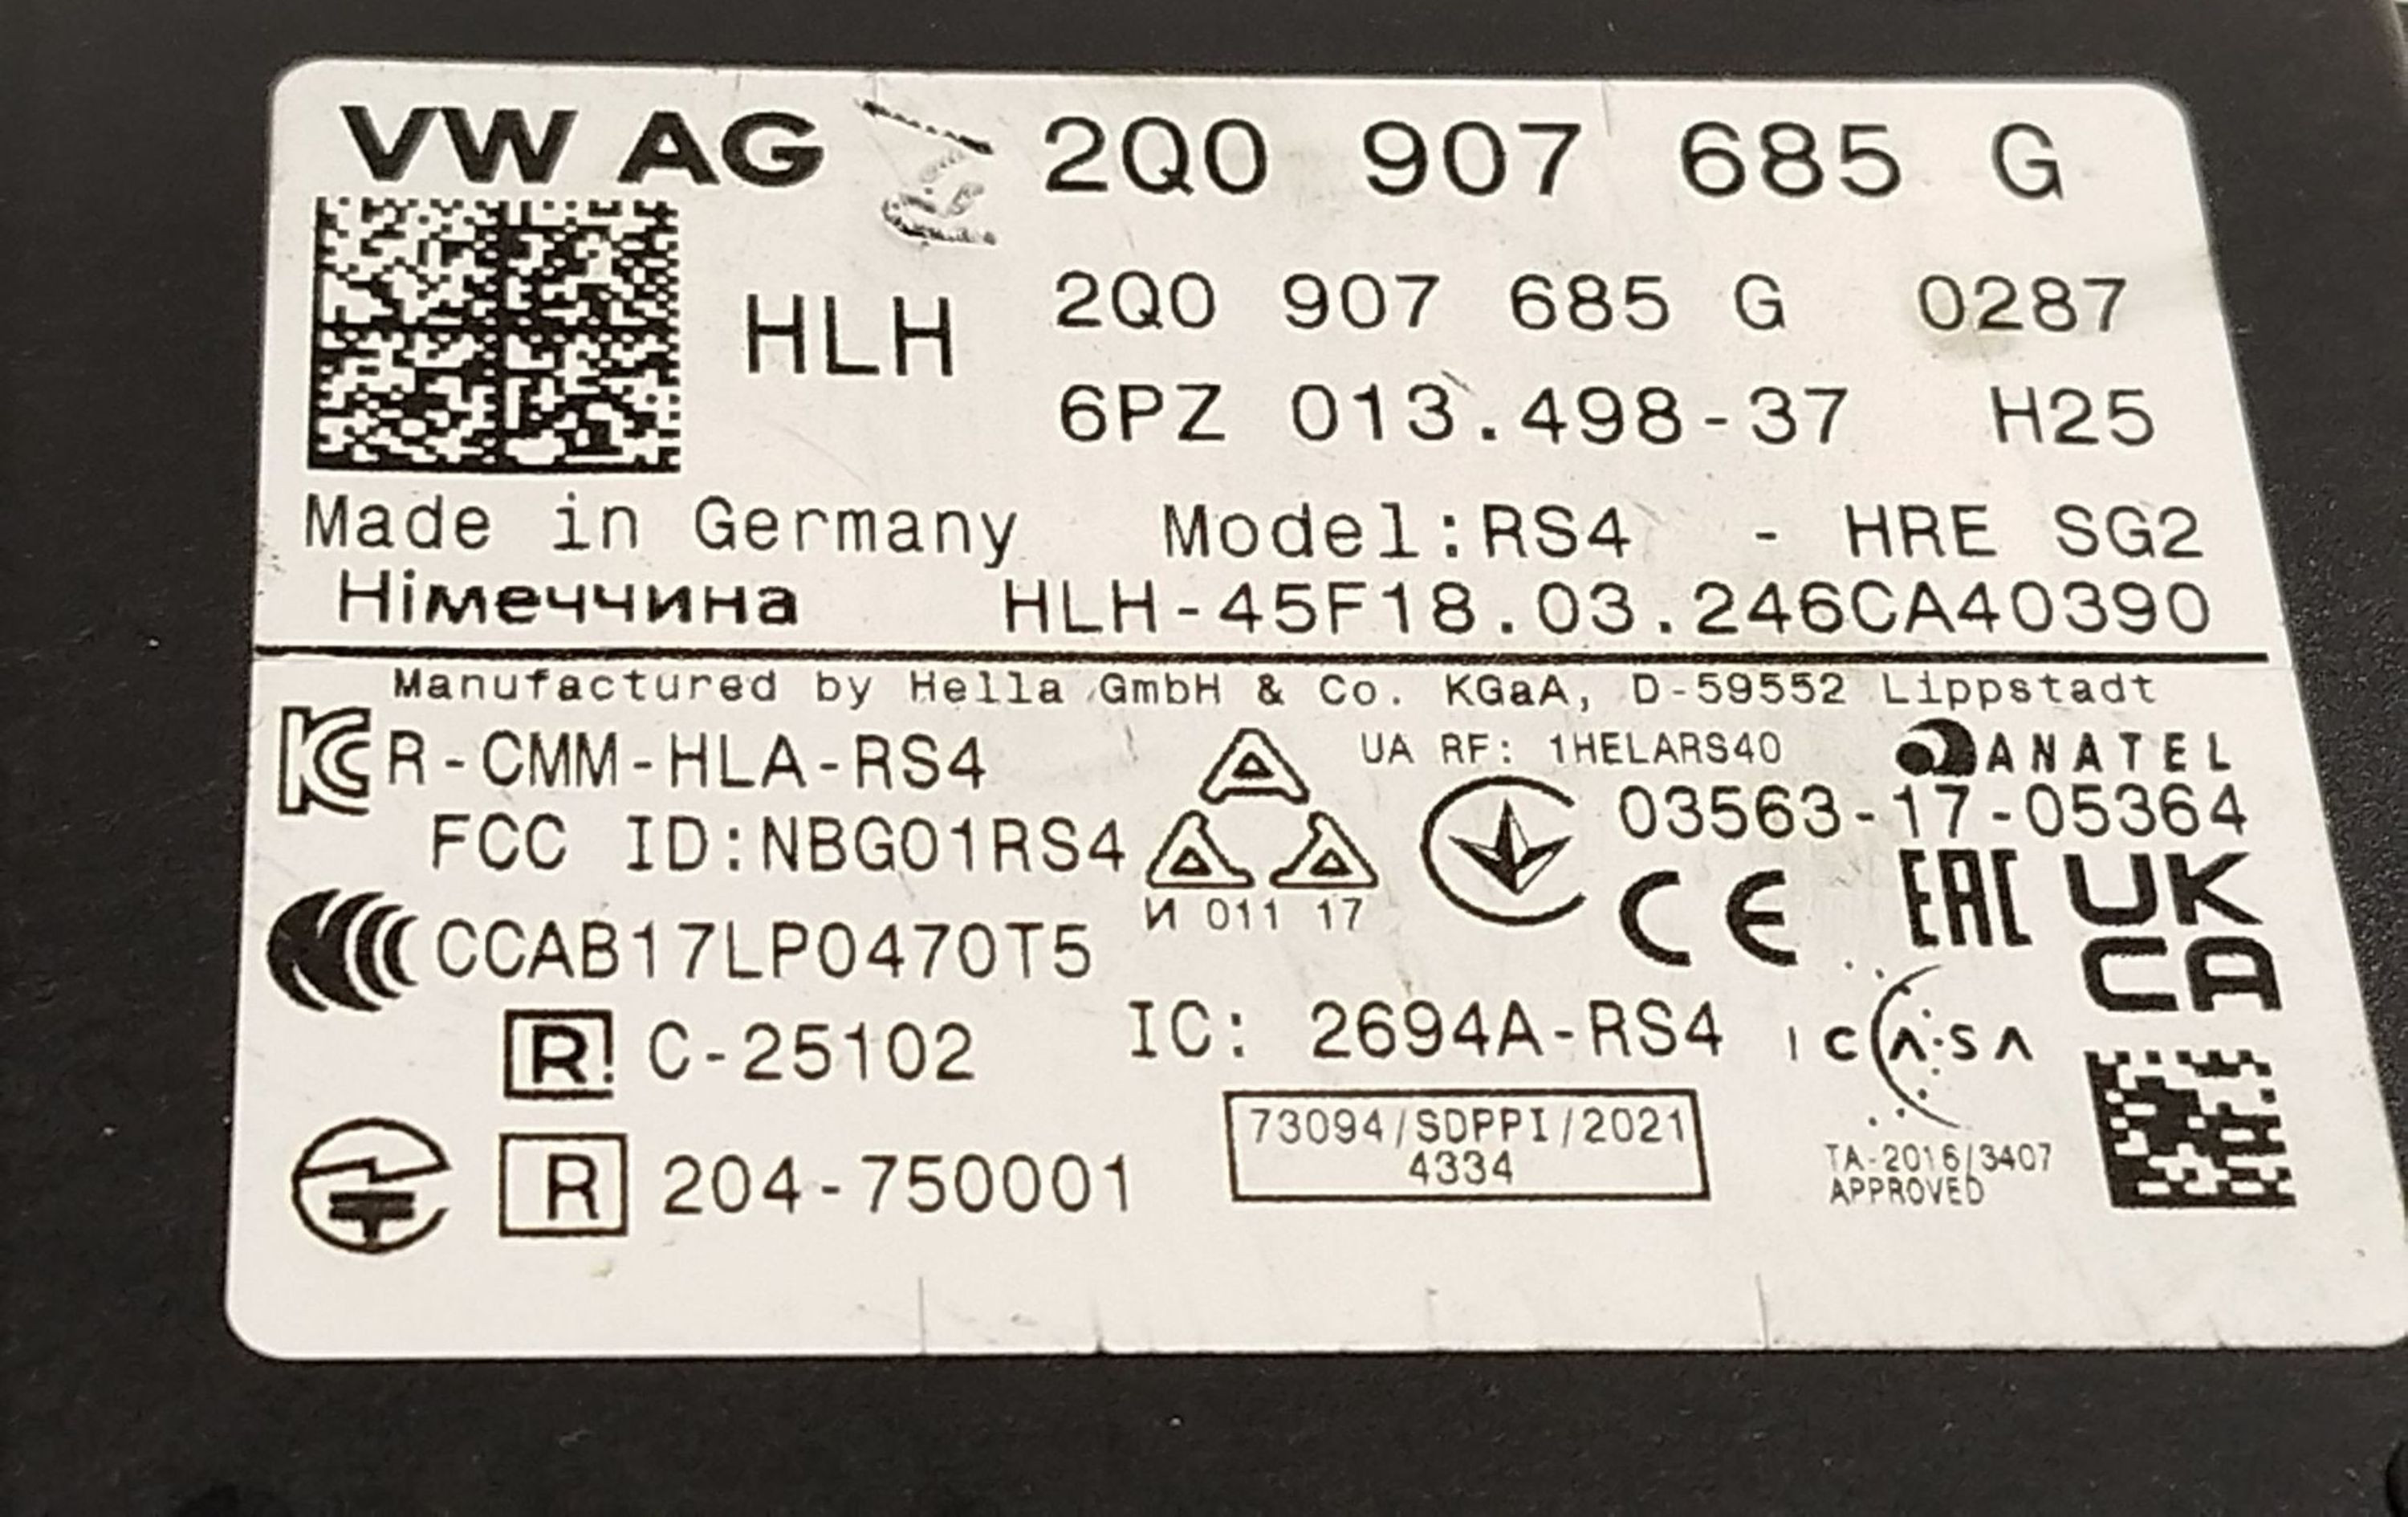 VW AG 2Q0 907 685 G
HLH 2Q0 907 685 G 0287
6PZ 013.498-37 H25
Made in Germany Model:RS4 - HRE SG2
Німеччина HLH-45F18.03.246CA40390
Manufactured by Hella GmbH & Co. KGaA, D-59552 Lippstadt
R-CMM-HLA-RS4 UA RF: 1HELARS40 ANATEL
03563-17-05364
FCC ID:NBG01RS4
И 011 17 CE EAC UK
CA
CCAB17LP0470T5
R C-25102 IC: 2694A-RS4 ICASA
73094/SDPPI/2021
4334
TA-2016/3407
APPROVED
R 204-750001